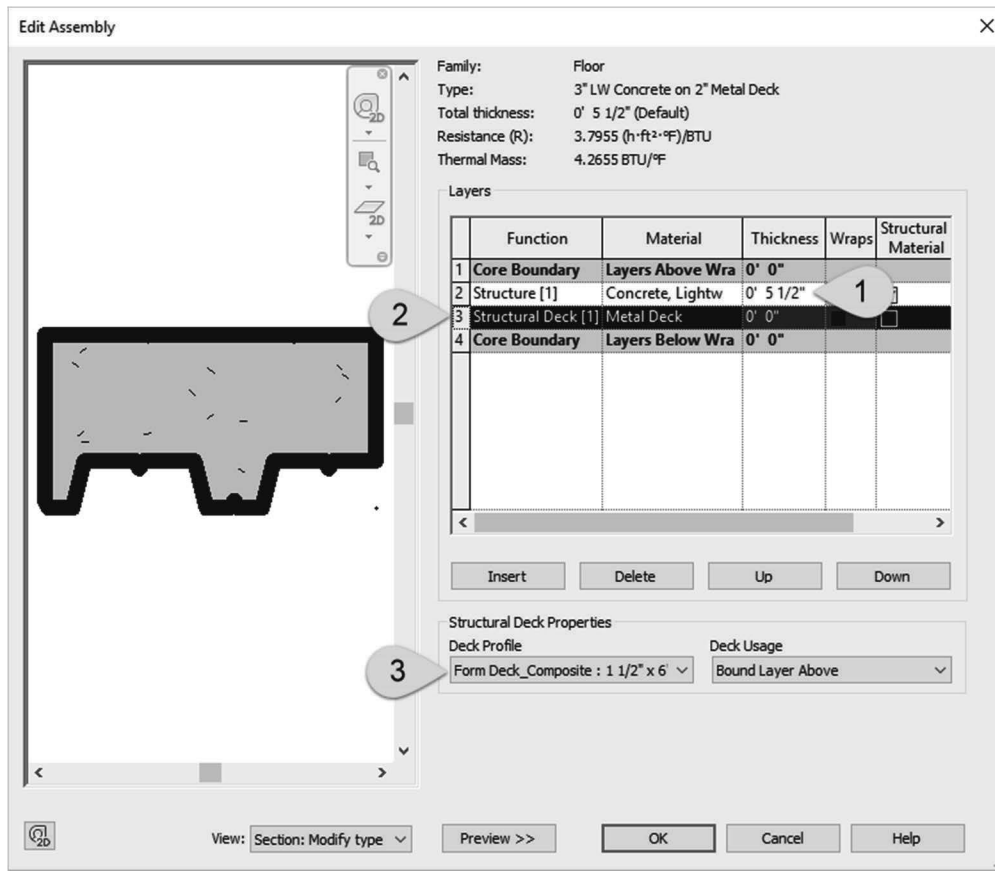 Edit Assembly
Family: Floor
Type: 3" LW Concrete on 2" Metal Deck
Total thickness: 0' 5 1/2" (Default)
Resistance (R): 3.7955 (h·ft²·°F)/BTU
Thermal Mass: 4.2655 BTU/°F
2D
2D
Layers
Function Material Thickness Wraps Structural Material
1 Core Boundary Layers Above Wra 0' 0"
2 Structure [1] Concrete, Lightw 0' 5 1/2" 1
2 3 Structural Deck [1] Metal Deck 0' 0"
4 Core Boundary Layers Below Wra 0' 0"
Insert Delete Up Down
Structural Deck Properties
Deck Profile Deck Usage
3 Form Deck_Composite : 1 1/2" x 6' Bound Layer Above
2D View: Section: Modify type Preview >> OK Cancel Help